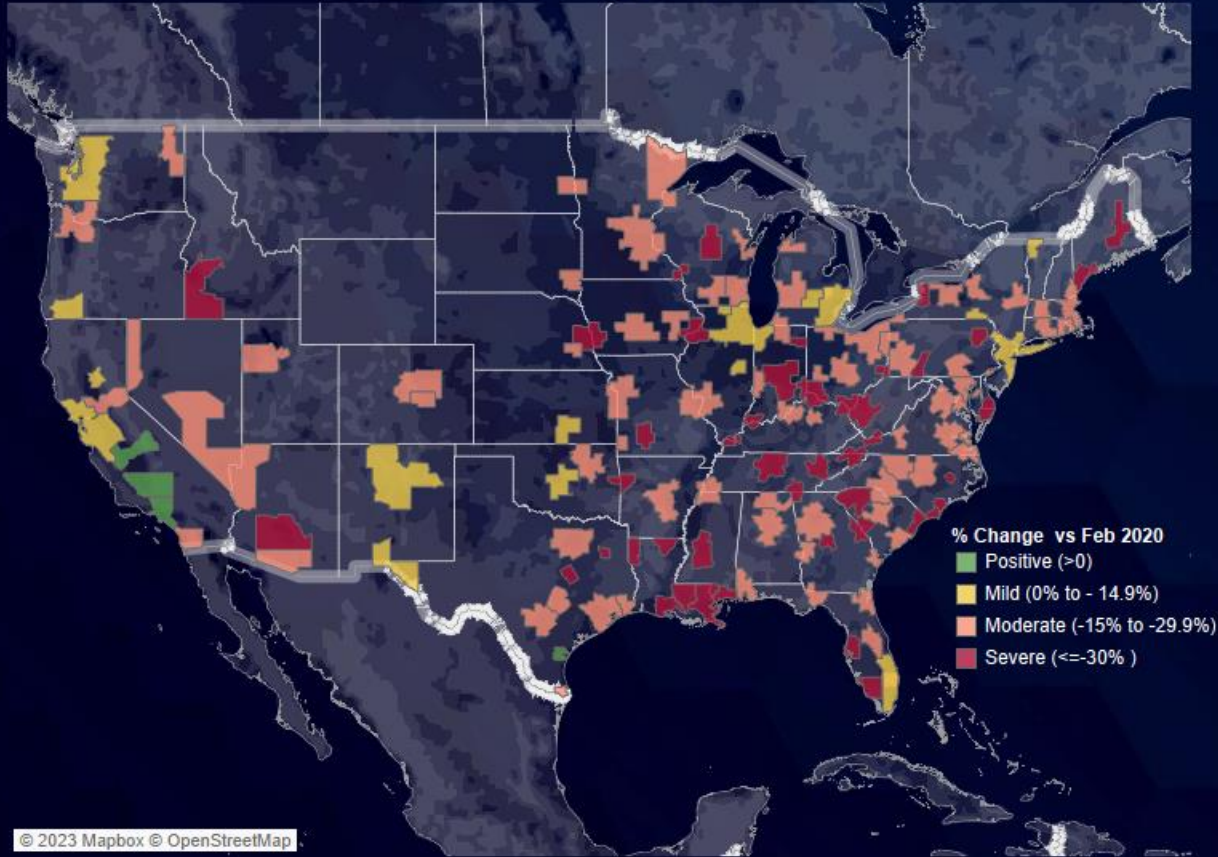 % Change vs Feb 2020
Positive (>0)
Mild (0% to - 14.9%)
Moderate (-15% to -29.9%)
Severe (<=-30% )
© 2023 Mapbox © OpenStreetMap